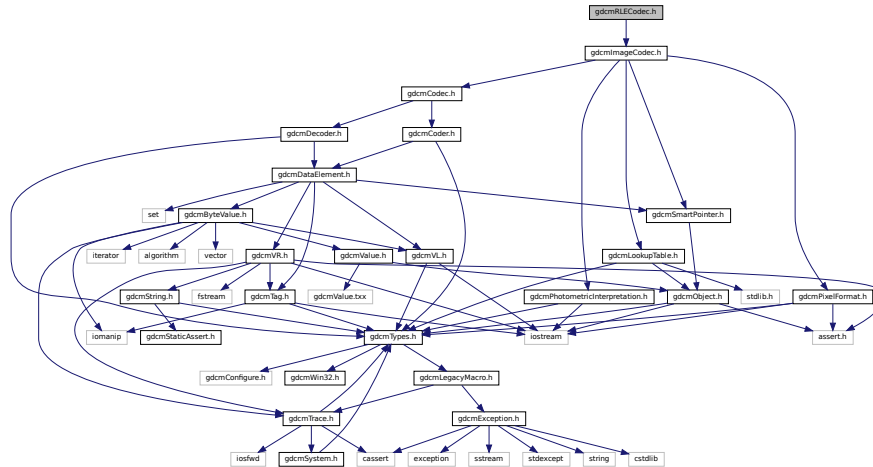 gdcmRLECodec.h
gdcmImageCodec.h
gdcmCodec.h
gdcmDecoder.h
gdcmCoder.h
gdcmDataElement.h
set
gdcmByteValue.h
gdcmSmartPointer.h
iterator
algorithm
vector
gdcmVR.h
gdcmValue.h
gdcmVL.h
gdcmLookupTable.h
gdcmString.h
fstream
gdcmTag.h
gdcmValue.txx
gdcmPhotometricInterpretation.h
gdcmObject.h
stdlib.h
gdcmPixelFormat.h
iomanip
gdcmStaticAssert.h
gdcmTypes.h
iostream
assert.h
gdcmConfigure.h
gdcmWin32.h
gdcmLegacyMacro.h
gdcmTrace.h
gdcmException.h
iosfwd
gdcmSystem.h
cassert
exception
sstream
stdexcept
string
cstdlib